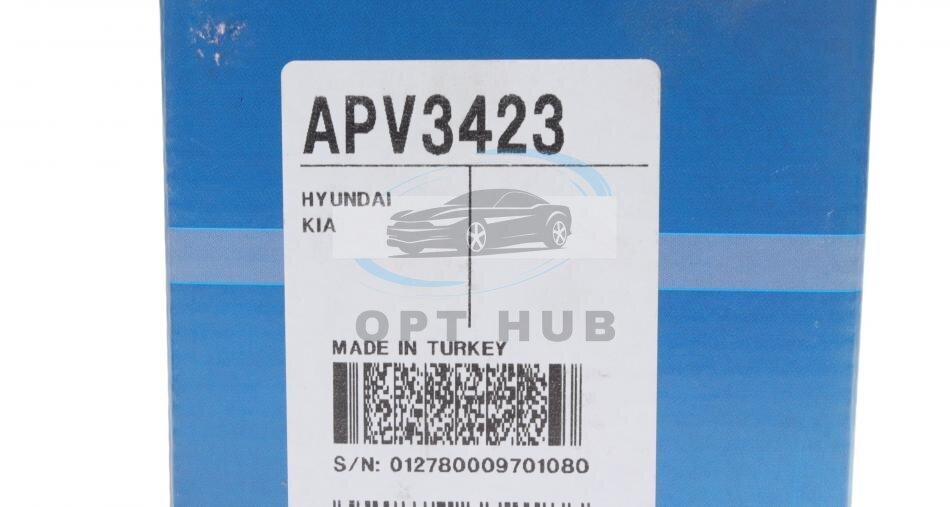 APV3423
HYUNDAI
KIA
OPT HUB
MADE IN TURKEY
S/N: 012780009701080